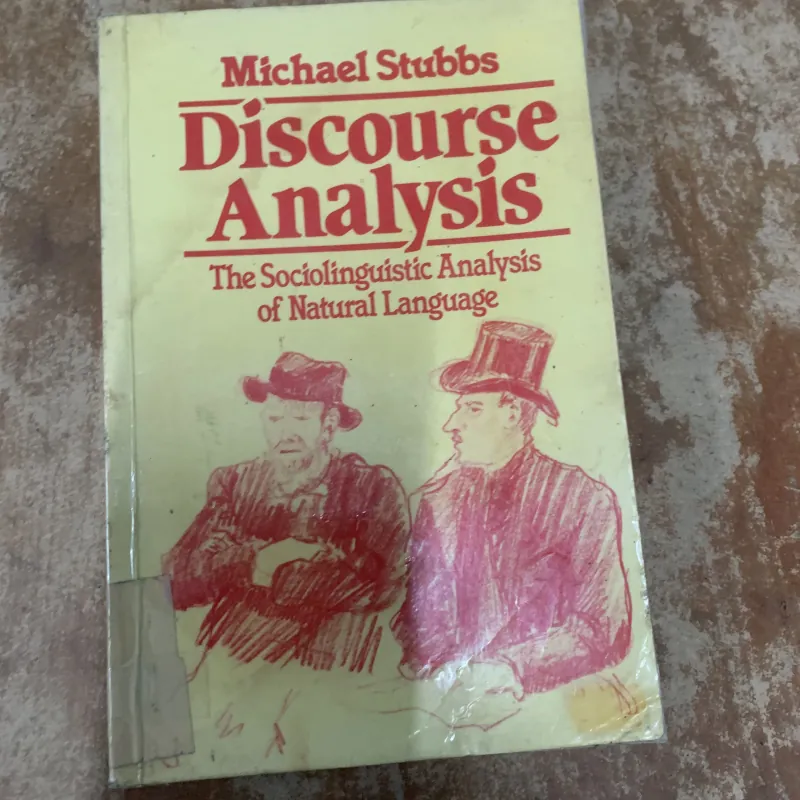 Michael Stubbs
Discourse
Analysis
The Sociolinguistic Analysis
of Natural Language